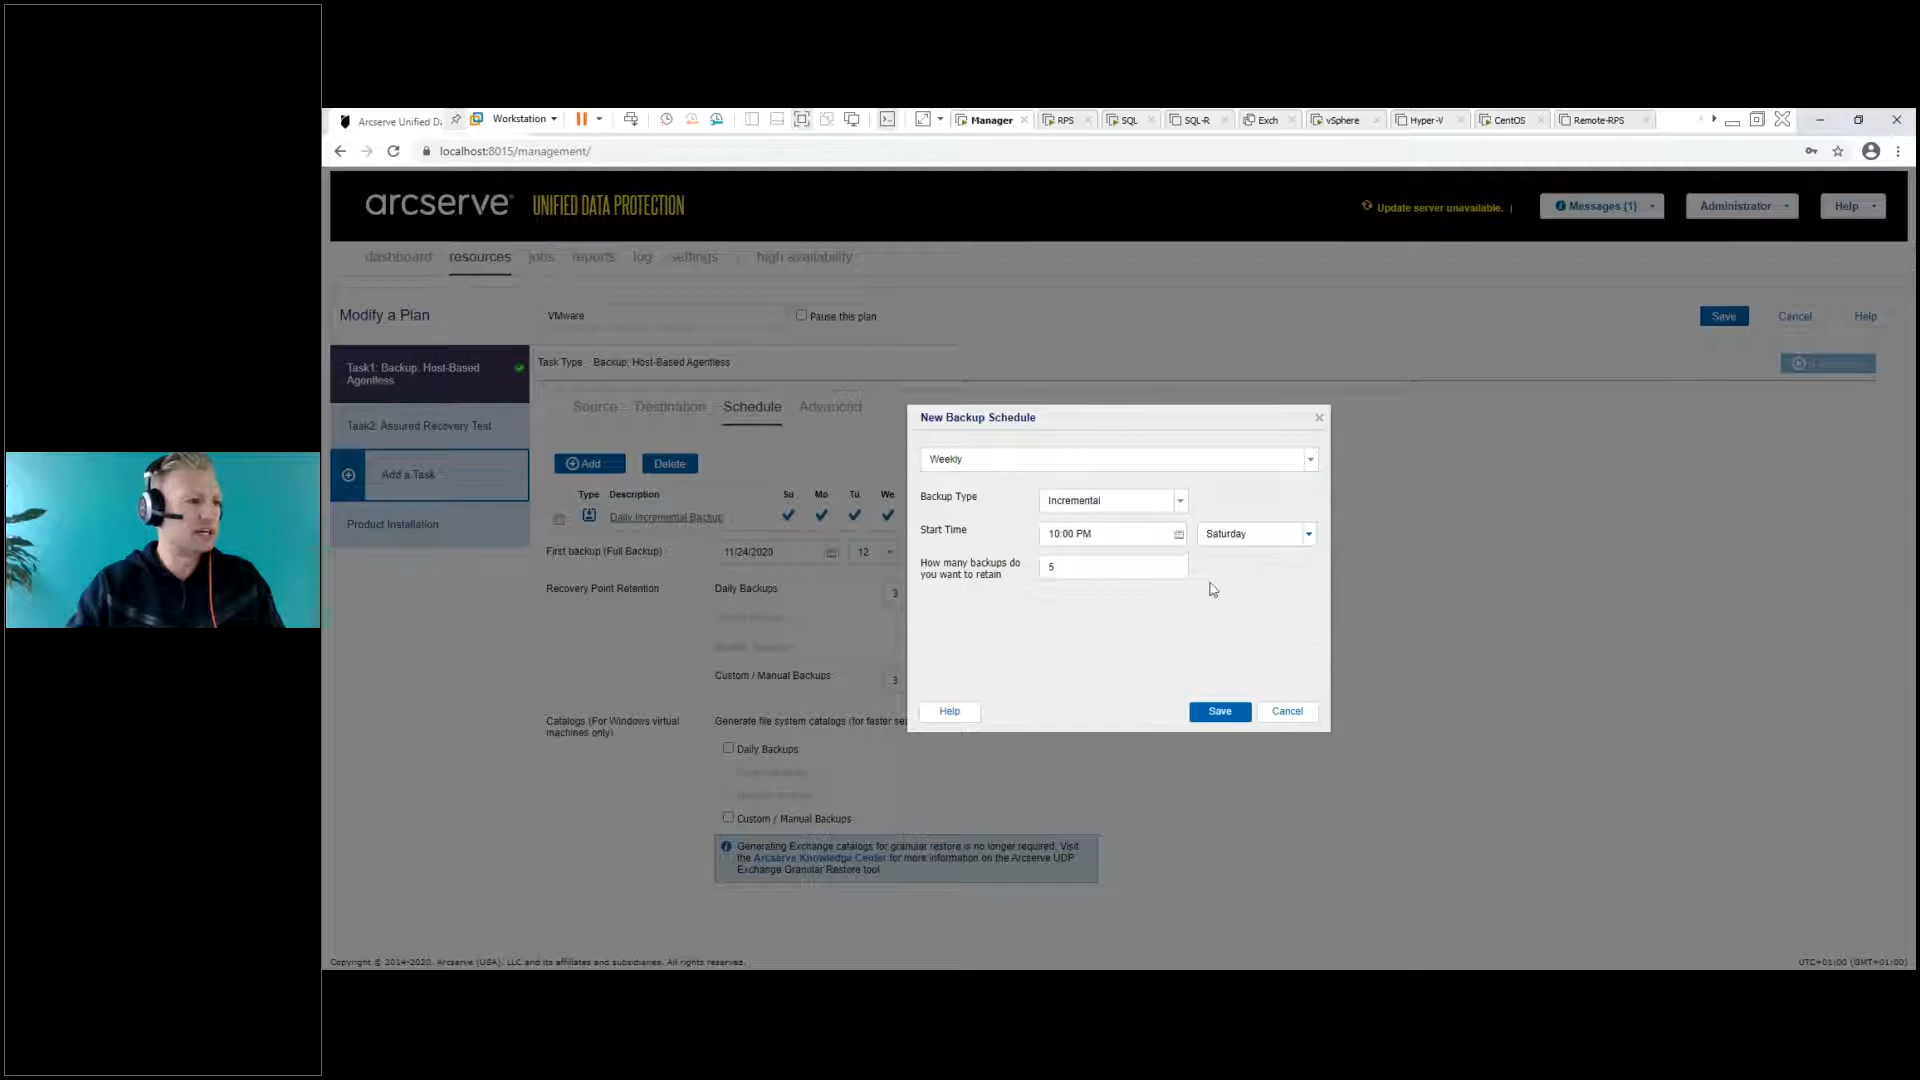 Arcserve Unified D
Workstation
Manager
RPS
SQL
SQL-R
Exch
vSphere
Hyper-V
CentOS
Remote-RPS
localhost:8015/management/
arcserve
UNIFIED DATA PROTECTION
Update server unavailable. |
Messages (1)
Administrator
Help
dashboard
resources
jobs
reports
log
settings
high availability
Modify a Plan
VMware
Pause this plan
Save
Cancel
Help
Task1: Backup: Host-Based
Agentless
Task Type
Backup: Host-Based Agentless
Task2: Assured Recovery Test
Add a Task
Product Installation
Source
Destination
Schedule
Advanced
Add
Delete
Type
Description
Su
Mo
Tu
We
Daily Incremental Backup
First backup (Full Backup)
11/24/2020
12
Recovery Point Retention
Daily Backups
3
Custom / Manual Backups
3
Catalogs (For Windows virtual
machines only)
Generate file system catalogs (for faster
Daily Backups
Custom / Manual Backups
Generating Exchange catalogs for granular restore is no longer required. Visit
the Arcserve Knowledge Center for more information on the Arcserve UDP
Exchange Granular Restore tool
New Backup Schedule
Weekly
Backup Type
Incremental
Start Time
10:00 PM
Saturday
How many backups do
you want to retain
5
Help
Save
Cancel
Copyright © 2014-2020, Arcserve (USA), LLC and its affiliates and subsidiaries. All rights reserved.
UTC+01:00 (GMT+01:00)